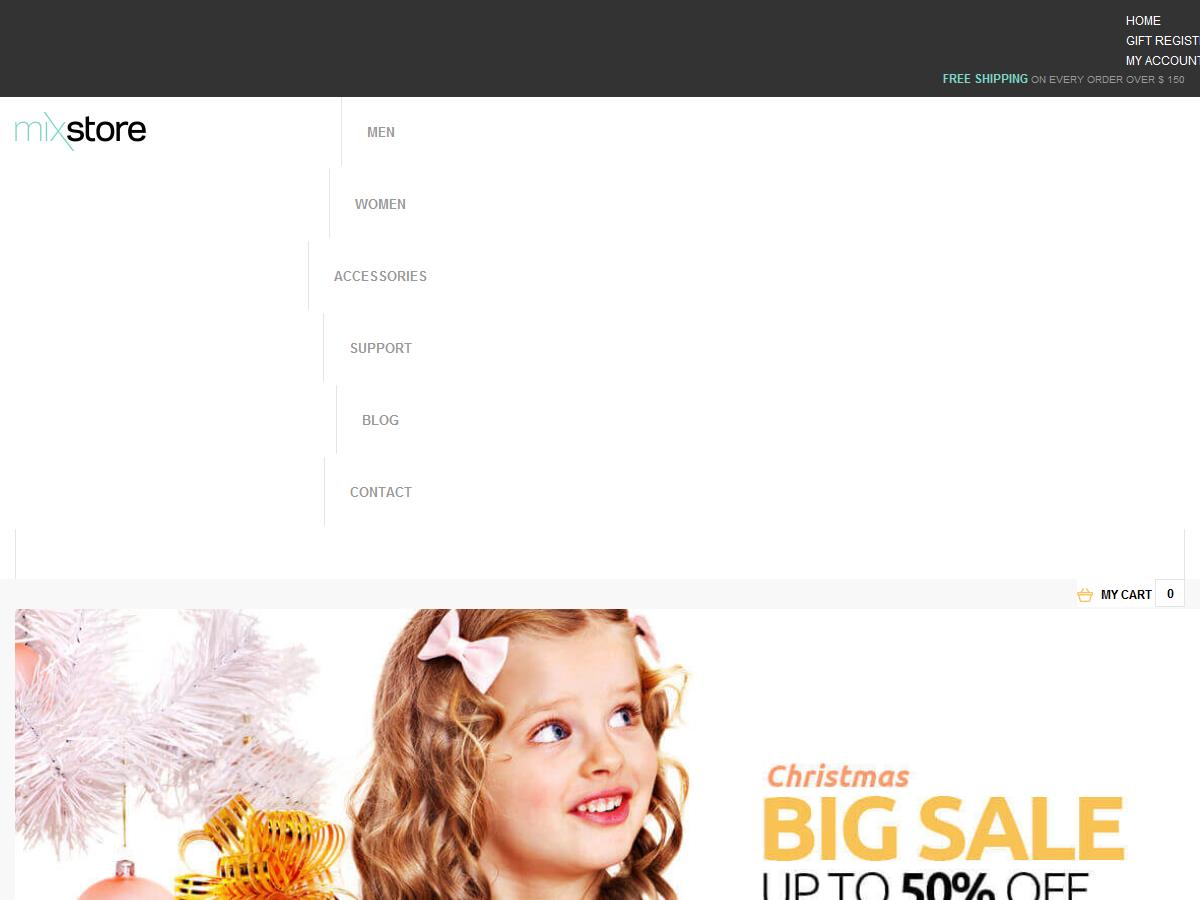 HOME
GIFT REGIST
MY ACCOUNT
FREE SHIPPING ON EVERY ORDER OVER $ 150
mixstore
MEN
WOMEN
ACCESSORIES
SUPPORT
BLOG
CONTACT
MY CART 0
Christmas
BIG SALE
UP TO 50% OFF